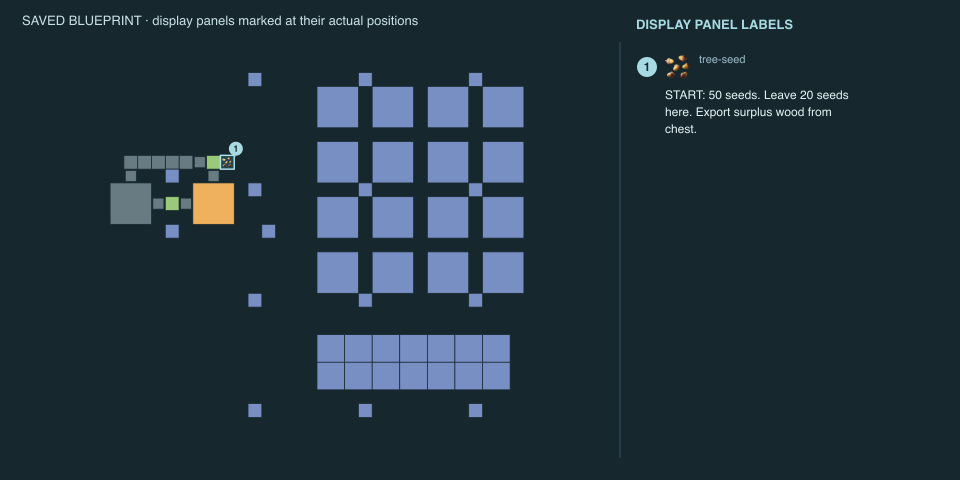 SAVED BLUEPRINT · display panels marked at their actual positions
DISPLAY PANEL LABELS
1
1
tree-seed
START: 50 seeds. Leave 20 seeds
here. Export surplus wood from
chest.